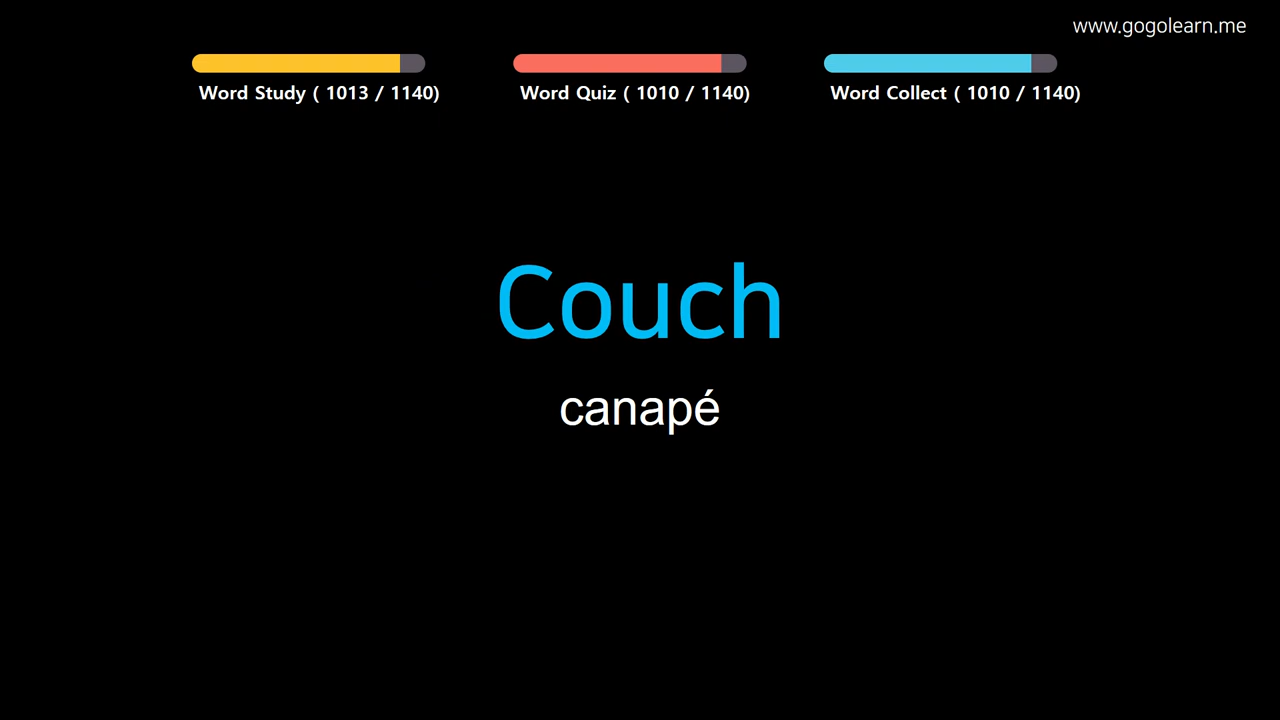 www.gogolearn.me
Word Study ( 1013 / 1140)
Word Quiz ( 1010 / 1140)
Word Collect ( 1010 / 1140)
Couch
canapé